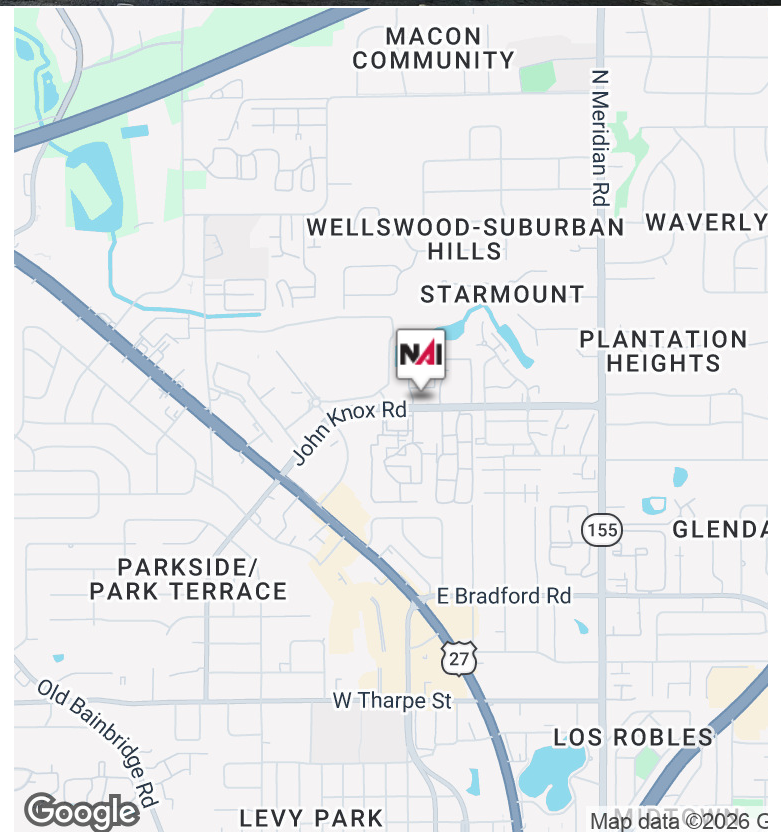 MACON
COMMUNITY
N Meridian Rd
WELLSWOOD-SUBURBAN
HILLS
WAVERLY
STARMOUNT
PLANTATION
HEIGHTS
NAI
John Knox Rd
155
GLENDA
PARKSIDE/
PARK TERRACE
E Bradford Rd
27
Old Bainbridge Rd
W Tharpe St
LOS ROBLES
LEVY PARK
MIDTOWN
Google
Map data ©2026 G